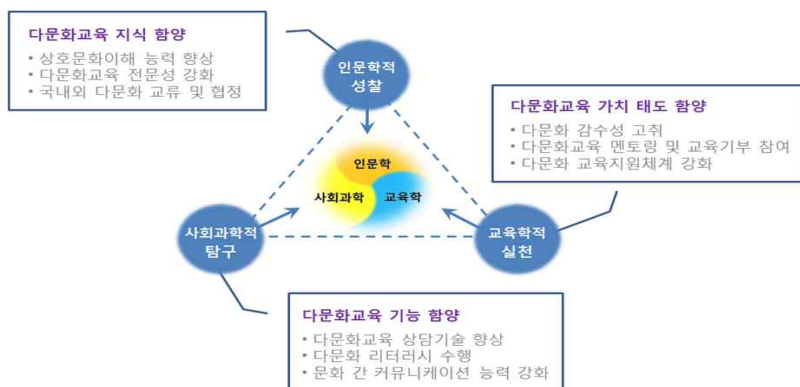 다문화교육 지식 함양
• 상호문화이해 능력 향상
• 다문화교육 전문성 강화
• 국내외 다문화 교류 및 협정
인문학적
성찰
다문화교육 가치 태도 함양
• 다문화 감수성 고취
• 다문화교육 멘토링 및 교육기부 참여
• 다문화 교육지원체계 강화
인문학
사회과학
교육학
사회과학적
탐구
교육학적
실천
다문화교육 기능 함양
• 다문화교육 상담기술 향상
• 다문화 리터러시 수행
• 문화 간 커뮤니케이션 능력 강화